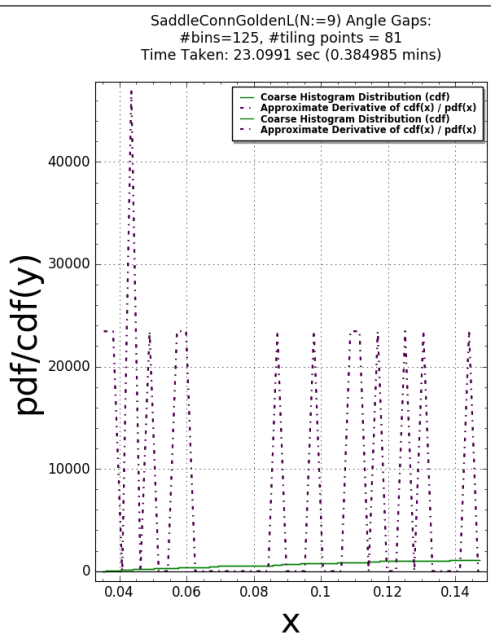 SaddleConnGoldenL(N:=9) Angle Gaps:
#bins=125, #tiling points = 81
Time Taken: 23.0991 sec (0.384985 mins)
Coarse Histogram Distribution (cdf)
Approximate Derivative of cdf(x) / pdf(x)
Coarse Histogram Distribution (cdf)
Approximate Derivative of cdf(x) / pdf(x)
pdf/cdf(y)
40000
30000
20000
10000
0
0.04
0.06
0.08
0.1
0.12
0.14
x